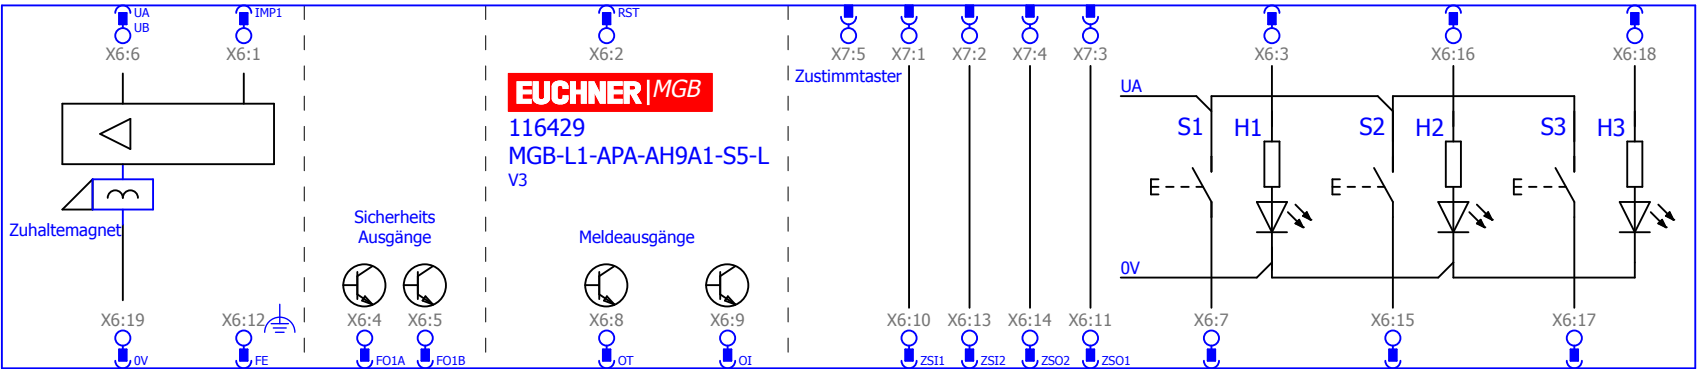 UA
UB
IMP1
RST
X6:6
X6:1
X6:2
X7:5
X7:1
X7:2
X7:4
X7:3
X6:3
X6:16
X6:18
Zustimmtaster
EUCHNER|MGB
116429
MGB-L1-APA-AH9A1-S5-L
V3
UA
S1
H1
S2
H2
S3
H3
E
E
E
Zuhaltemagnet
Sicherheits
Ausgänge
Meldeausgänge
0V
X6:19
X6:12
X6:4
X6:5
X6:8
X6:9
X6:10
X6:13
X6:14
X6:11
X6:7
X6:15
X6:17
0V
FE
FO1A
FO1B
OT
OI
ZSI1
ZSI2
ZSO2
ZSO1